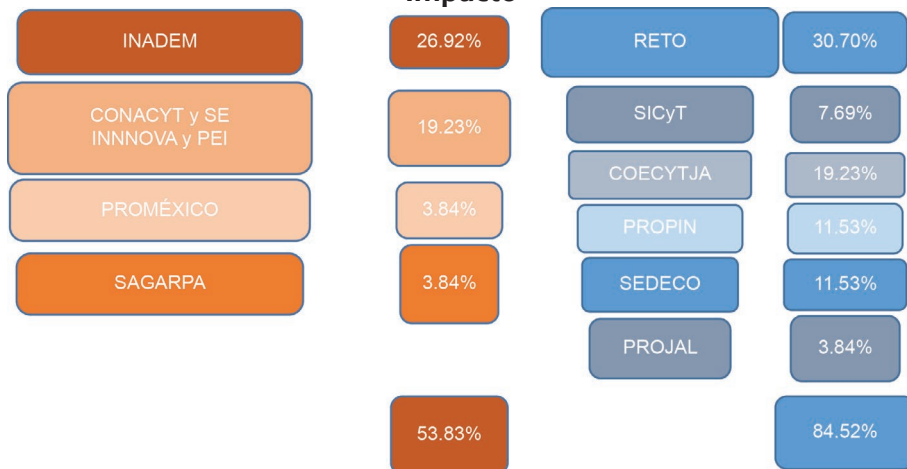 Impacto
INADEM 26.92% RETO 30.70%
CONACYT y SE
INNNOVA y PEI
19.23% SICyT 7.69%
COECYTJA 19.23%
PROMÉXICO 3.84% PROPIN 11.53%
SAGARPA 3.84% SEDECO 11.53%
PROJAL 3.84%
53.83% 84.52%